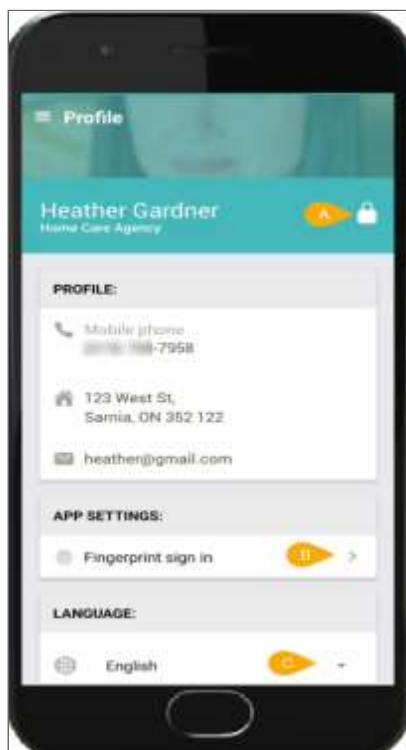 Profile
Heather Gardner
A
Home Care Agency
PROFILE:
Mobile phone
-7958
123 West St,
Sarnia, ON 352 122
heather@gmail.com
APP SETTINGS:
Fingerprint sign in
B
LANGUAGE:
English
C